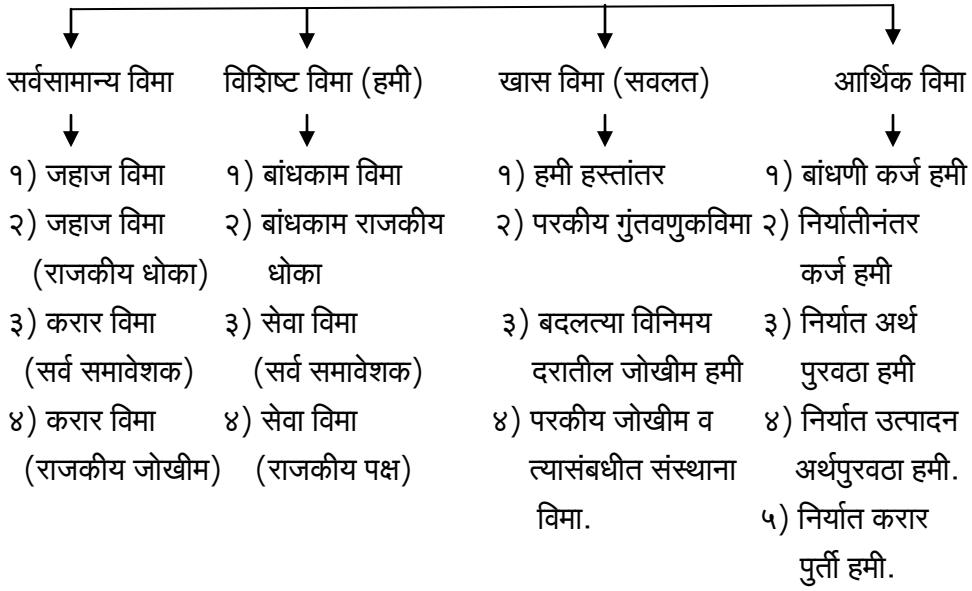 सर्वसामान्य विमा
१) जहाज विमा
२) जहाज विमा
(राजकीय धोका)
३) करार विमा
(सर्व समावेशक)
४) करार विमा
(राजकीय जोखीम)
विशिष्ट विमा (हमी)
१) बांधकाम विमा
२) बांधकाम राजकीय
धोका
३) सेवा विमा
(सर्व समावेशक)
४) सेवा विमा
(राजकीय पक्ष)
खास विमा (सवलत)
१) हमी हस्तांतर
२) परकीय गुंतवणुकविमा
३) बदलत्या विनिमय
दरातील जोखीम हमी
४) परकीय जोखीम व
त्यासंबधीत संस्थाना
विमा.
आर्थिक विमा
१) बांधणी कर्ज हमी
२) निर्यातीनंतर
कर्ज हमी
३) निर्यात अर्थ
पुरवठा हमी
४) निर्यात उत्पादन
अर्थपुरवठा हमी.
५) निर्यात करार
पुर्ती हमी.